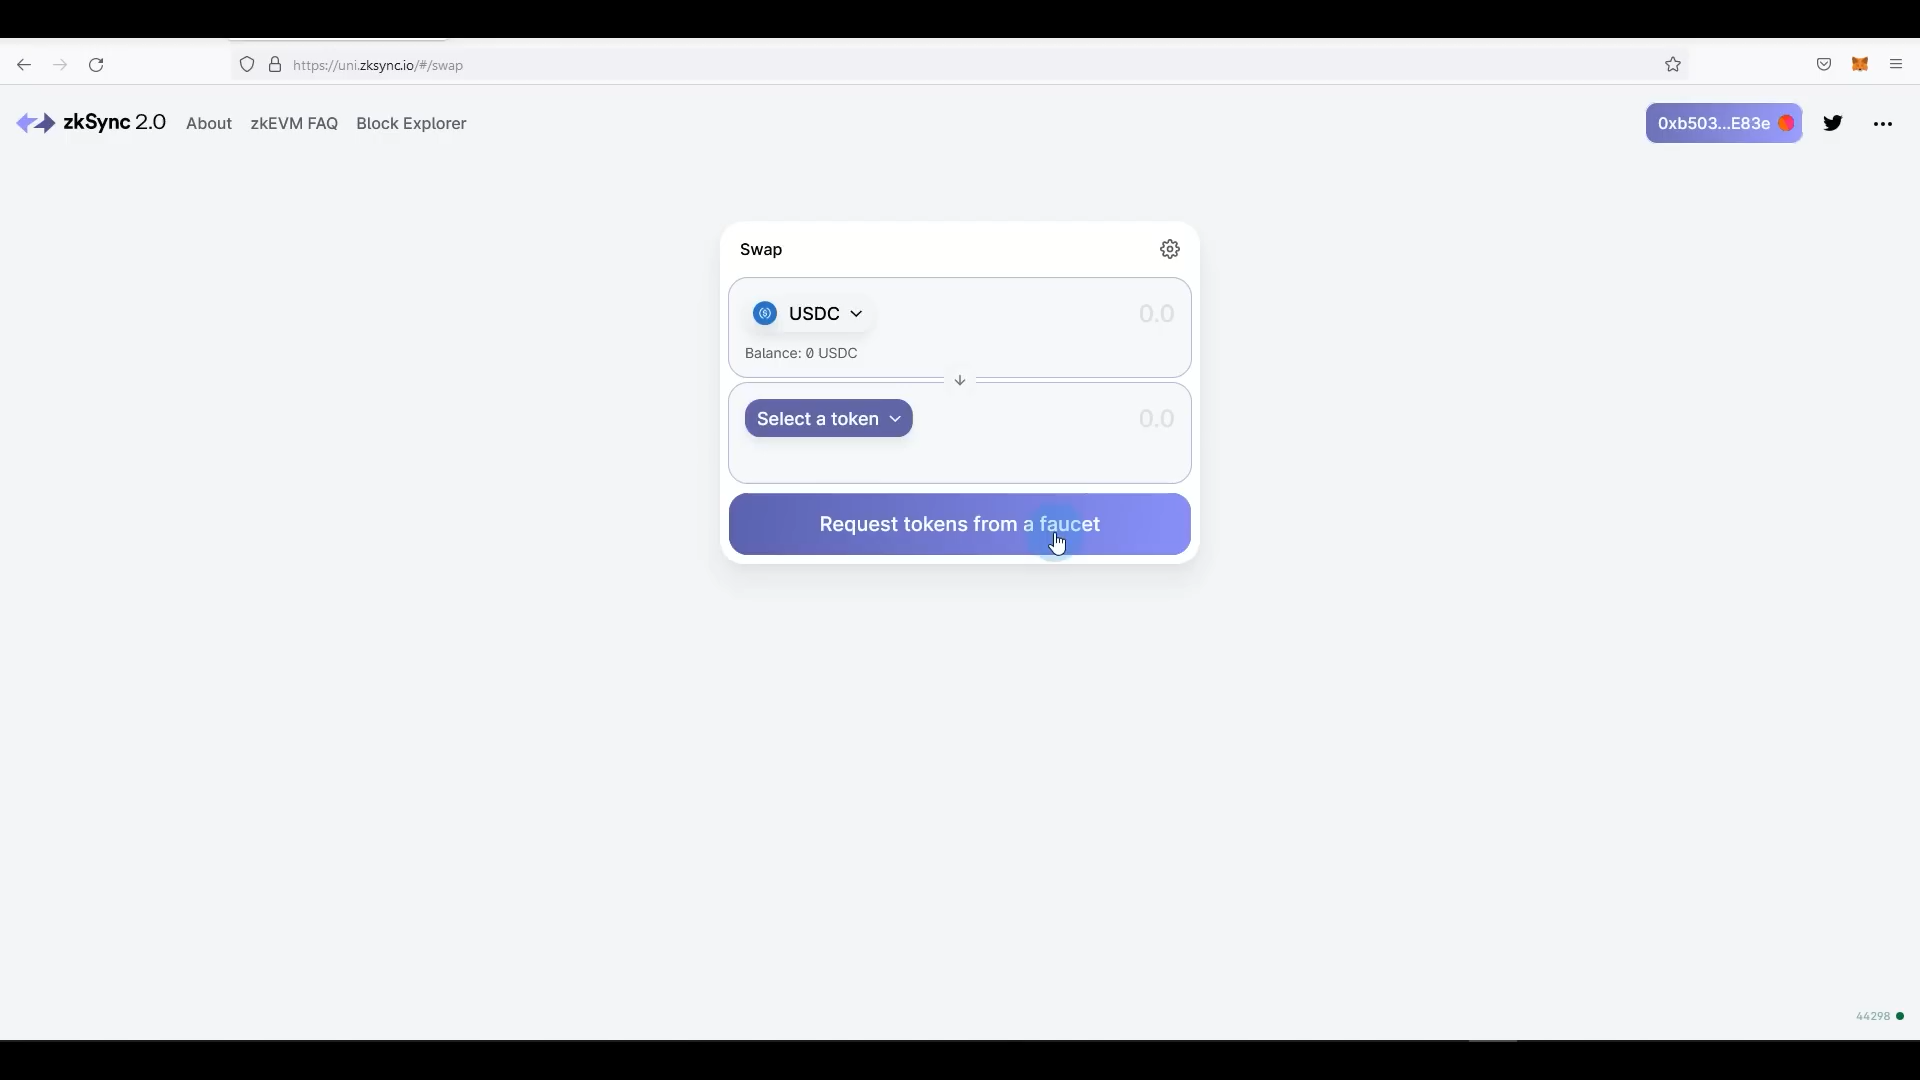 https://uni.zksync.io/#/swap
zkSync 2.0 About zkEVM FAQ Block Explorer
0xb503...E83e
Swap
USDC
0.0
Balance: 0 USDC
Select a token
0.0
Request tokens from a faucet
44298